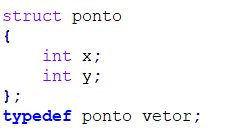 struct ponto
{
    int x;
    int y;
};
typedef ponto vetor;